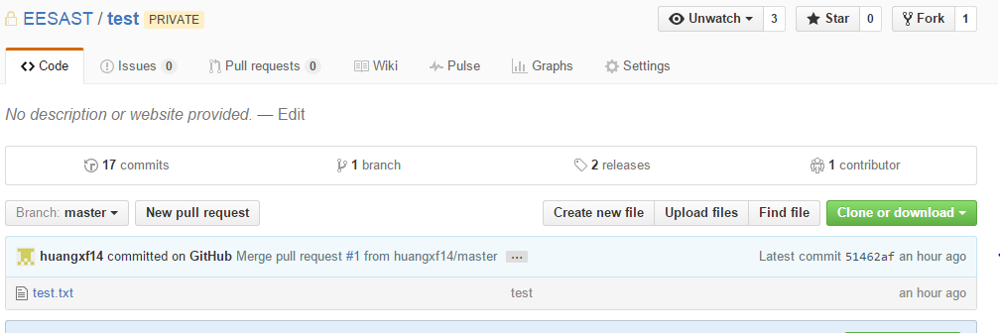 EESAST / test PRIVATE Unwatch 3 Star 0 Fork 1
Code Issues 0 Pull requests 0 Wiki Pulse Graphs Settings
No description or website provided. — Edit
17 commits 1 branch 2 releases 1 contributor
Branch: master New pull request Create new file Upload files Find file Clone or download
huangxf14 committed on GitHub Merge pull request #1 from huangxf14/master ... Latest commit 51462af an hour ago
test.txt test an hour ago